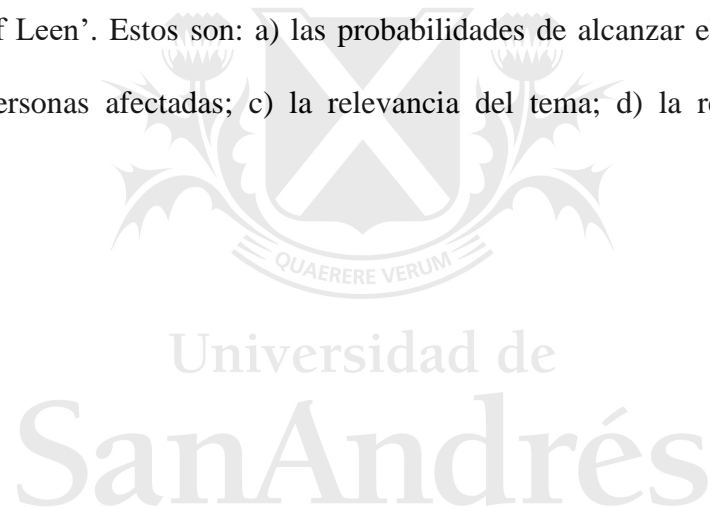 f Leen’. Estos son: a) las probabilidades de alcanzar e
ersonas afectadas; c) la relevancia del tema; d) la r
QUAERERE VERUM
Universidad de
SanAndrés